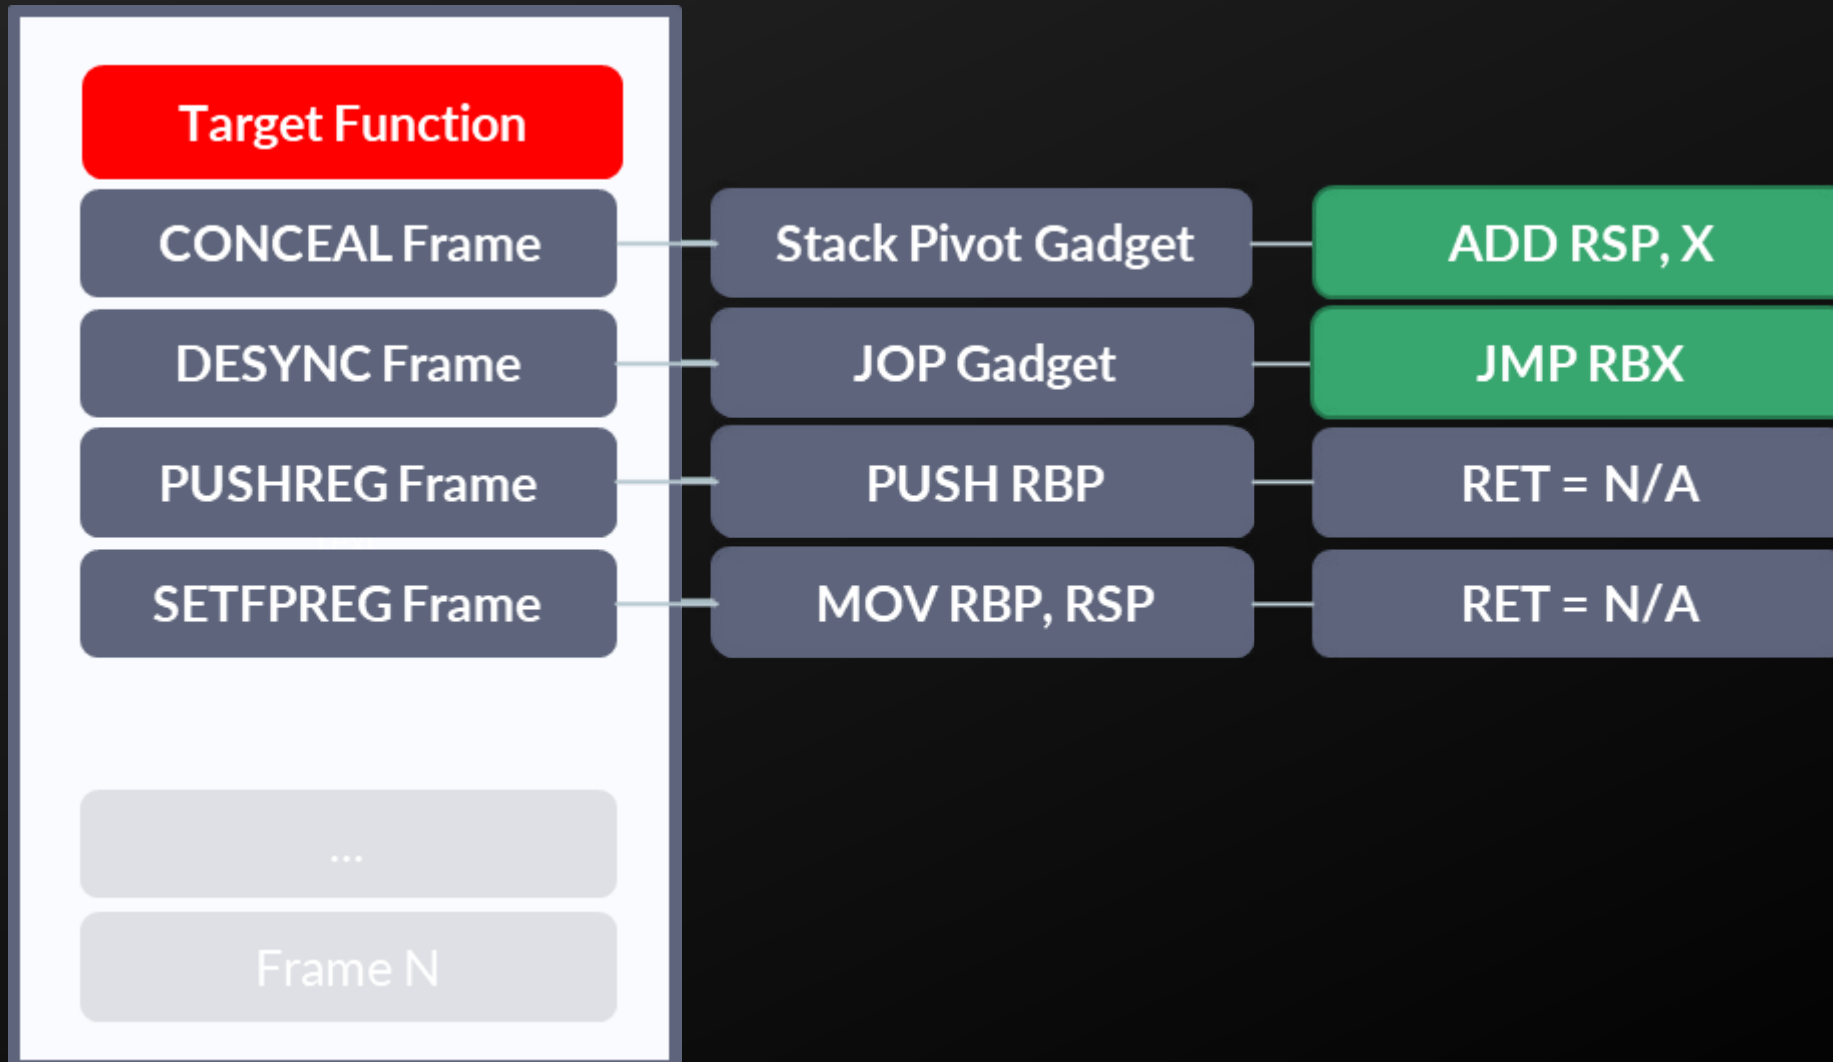 Target Function
CONCEAL Frame
Stack Pivot Gadget
ADD RSP, X
DESYNC Frame
JOP Gadget
JMP RBX
PUSHREG Frame
PUSH RBP
RET = N/A
SETFPREG Frame
MOV RBP, RSP
RET = N/A
...
Frame N